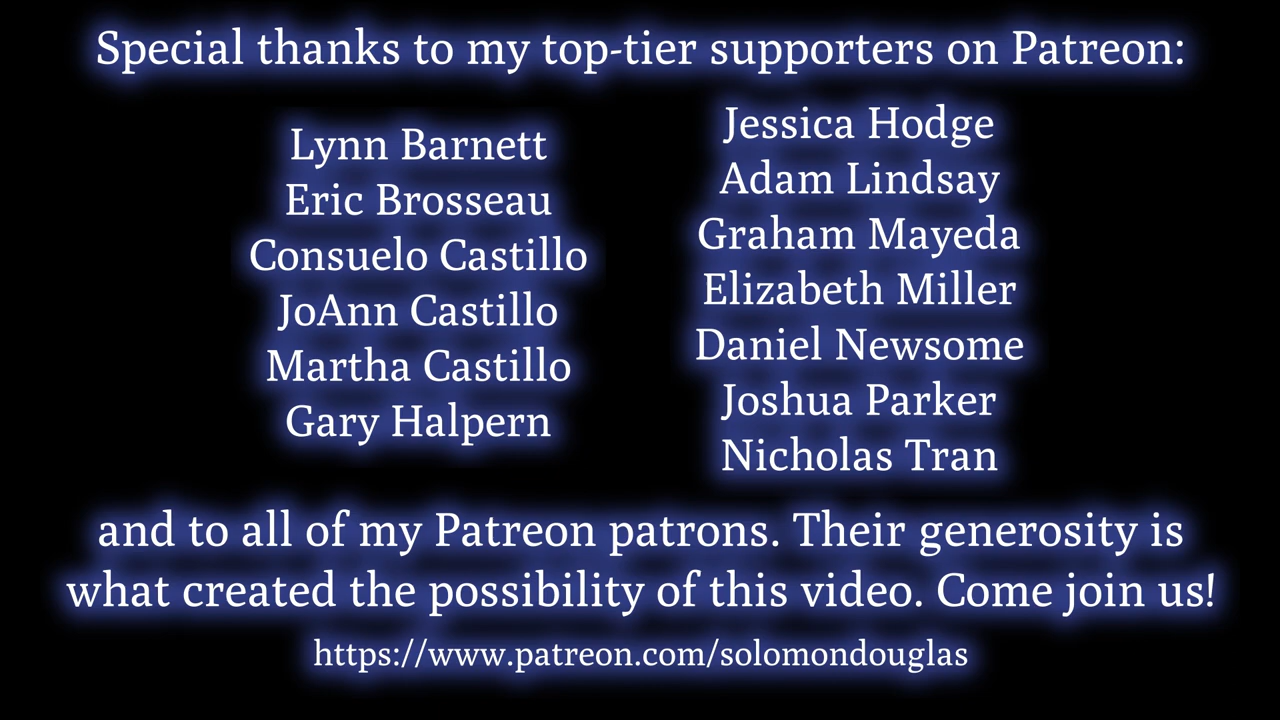 Special thanks to my top-tier supporters on Patreon:
Lynn Barnett
Eric Brosseau
Consuelo Castillo
JoAnn Castillo
Martha Castillo
Gary Halpern
Jessica Hodge
Adam Lindsay
Graham Mayeda
Elizabeth Miller
Daniel Newsome
Joshua Parker
Nicholas Tran
and to all of my Patreon patrons. Their generosity is
what created the possibility of this video. Come join us!
https://www.patreon.com/solomondouglas